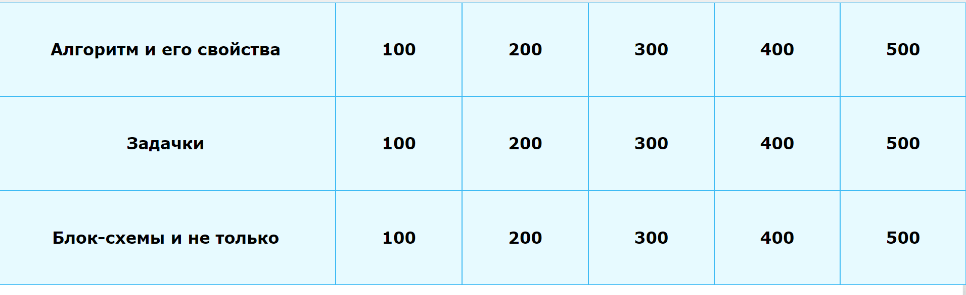 Алгоритм и его свойства 100 200 300 400 500
Задачки 100 200 300 400 500
Блок-схемы и не только 100 200 300 400 500